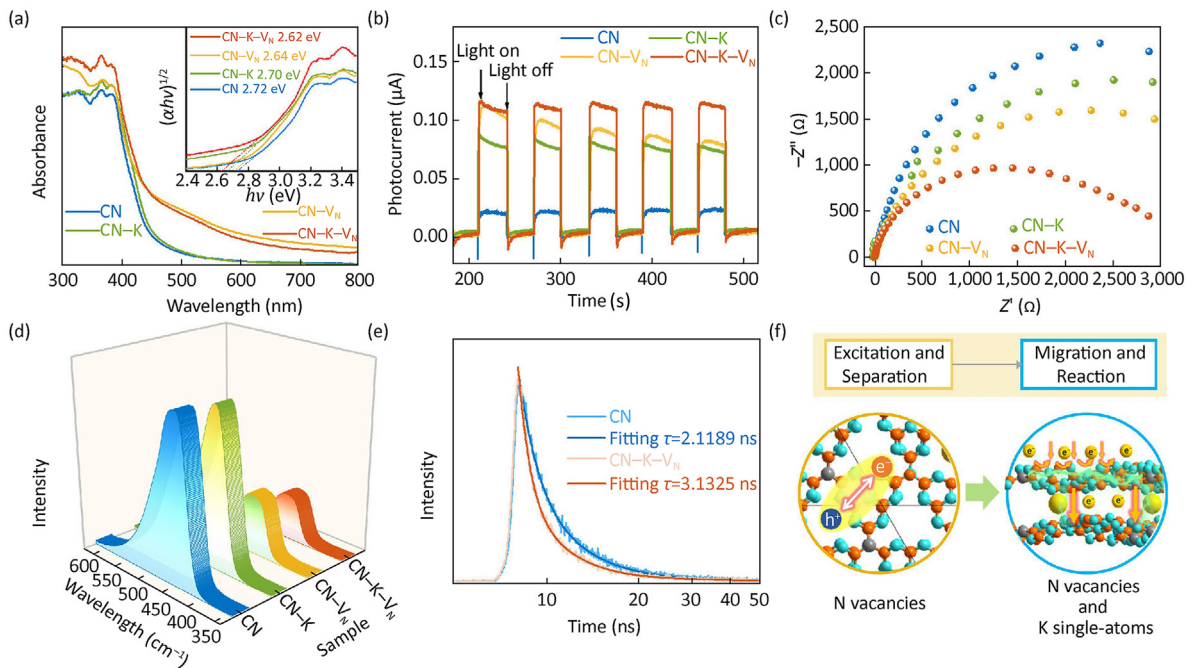 (a)
CN−K−V_N 2.62 eV
CN−V_N 2.64 eV
CN−K 2.70 eV
CN 2.72 eV
(αhν)^1/2
2.4 2.6 2.8 3.0 3.2 3.4
hν (eV)
Absorbance
CN
CN−V_N
CN−K
CN−K−V_N
300 400 500 600 700 800
Wavelength (nm)
(b)
CN
CN−K
CN−V_N
CN−K−V_N
Light on
Light off
Photocurrent (μA)
0.15
0.10
0.05
0.00
200 300 400 500
Time (s)
(c)
−Z″ (Ω)
2,500
2,000
1,500
1,000
500
0
CN
CN−K
CN−V_N
CN−K−V_N
0 500 1,000 1,500 2,000 2,500 3,000
Z′ (Ω)
(d)
Intensity
600
550
500
450
400
350
Wavelength (cm⁻¹)
CN
CN−K
CN−V_N
CN−K−V_N
Sample
(e)
CN
Fitting τ=2.1189 ns
CN−K−V_N
Fitting τ=3.1325 ns
Intensity
10 20 30 40 50
Time (ns)
(f)
Excitation and
Separation
Migration and
Reaction
e⁻
h⁺
e⁻ e⁻ e⁻
e⁻ e⁻
N vacancies
N vacancies
and
K single-atoms